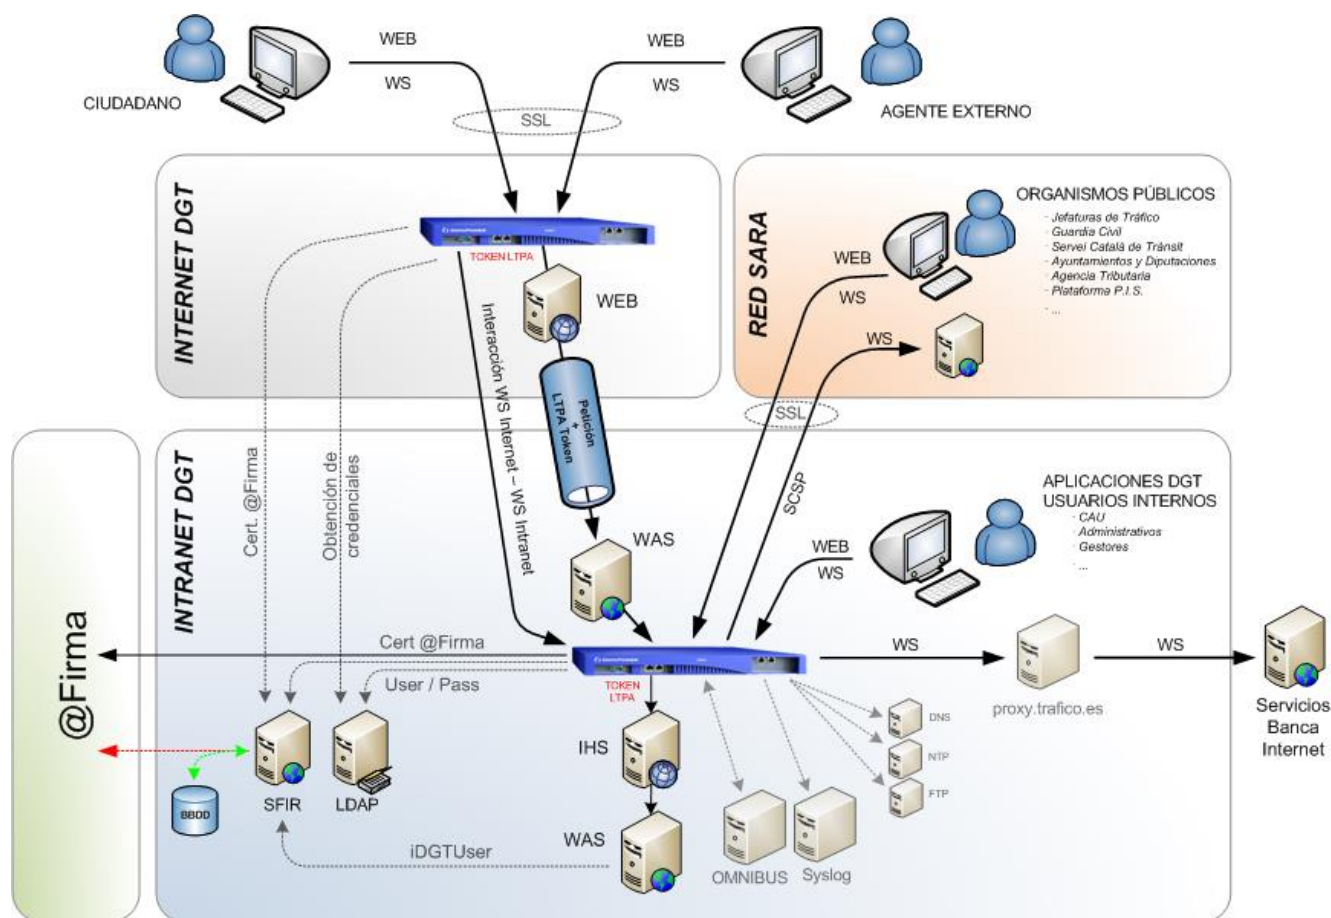 CIUDADANO
WEB
WS
WEB
WS
AGENTE EXTERNO
SSL
INTERNET DGT
TOKEN LTPA
WEB
Petición
+
LTPA Token
Interacción WS Internet – WS Intranet
RED SARA
ORGANISMOS PÚBLICOS
- Jefaturas de Tráfico
- Guardia Civil
- Servei Català de Trànsit
- Ayuntamientos y Diputaciones
- Agencia Tributaria
- Plataforma P.I.S.
- ...
WEB
WS
WS
SSL
SCSP
INTRANET DGT
Cert. @Firma
Obtención de
credenciales
WAS
APLICACIONES DGT
USUARIOS INTERNOS
- CAU
- Administrativos
- Gestores
- ...
WEB
WS
@Firma
Cert @Firma
User / Pass
TOKEN
LTPA
WS
WS
proxy.trafico.es
Servicios
Banca
Internet
DNS
NTP
FTP
IHS
BBDD
SFIR
LDAP
WAS
iDGTUser
OMNIBUS
Syslog